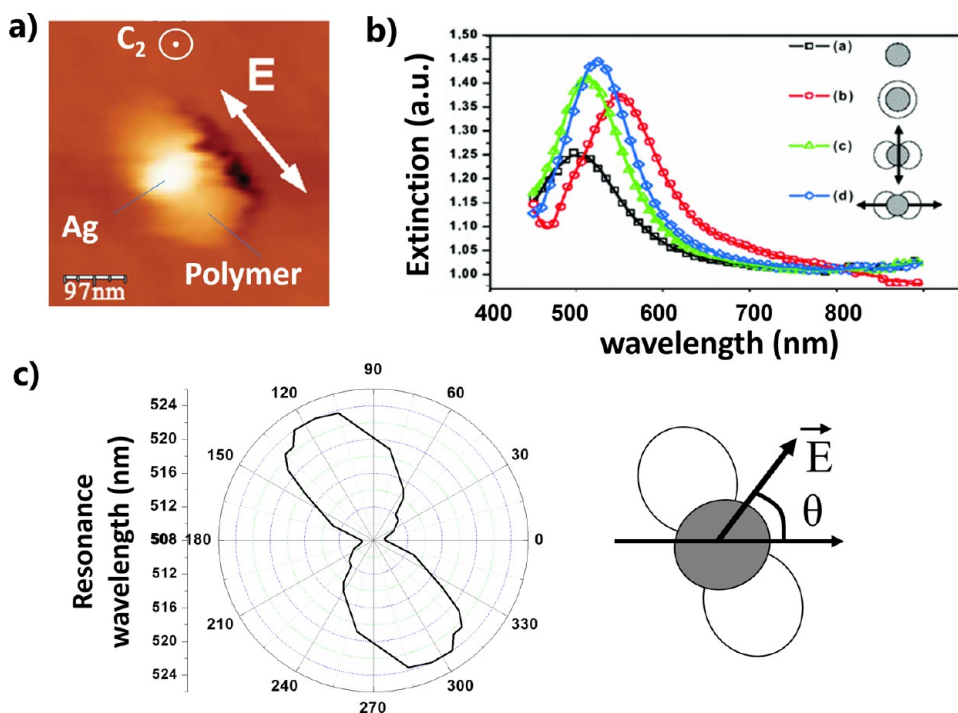 a)
C2
E
Ag
Polymer
97nm
b)
Extinction (a.u.)
1,50
1,45
1.40
1.35
1.30
1.25
1.20
1.15
1.10
1.05
1.00
400 500 600 700 800
wavelength (nm)
(a)
(b)
(c)
(d)
c)
Resonance
wavelength (nm)
524
520
516
512
508
512
516
520
524
90
120 60
150 30
180 0
210 330
240 300
270
E
θ